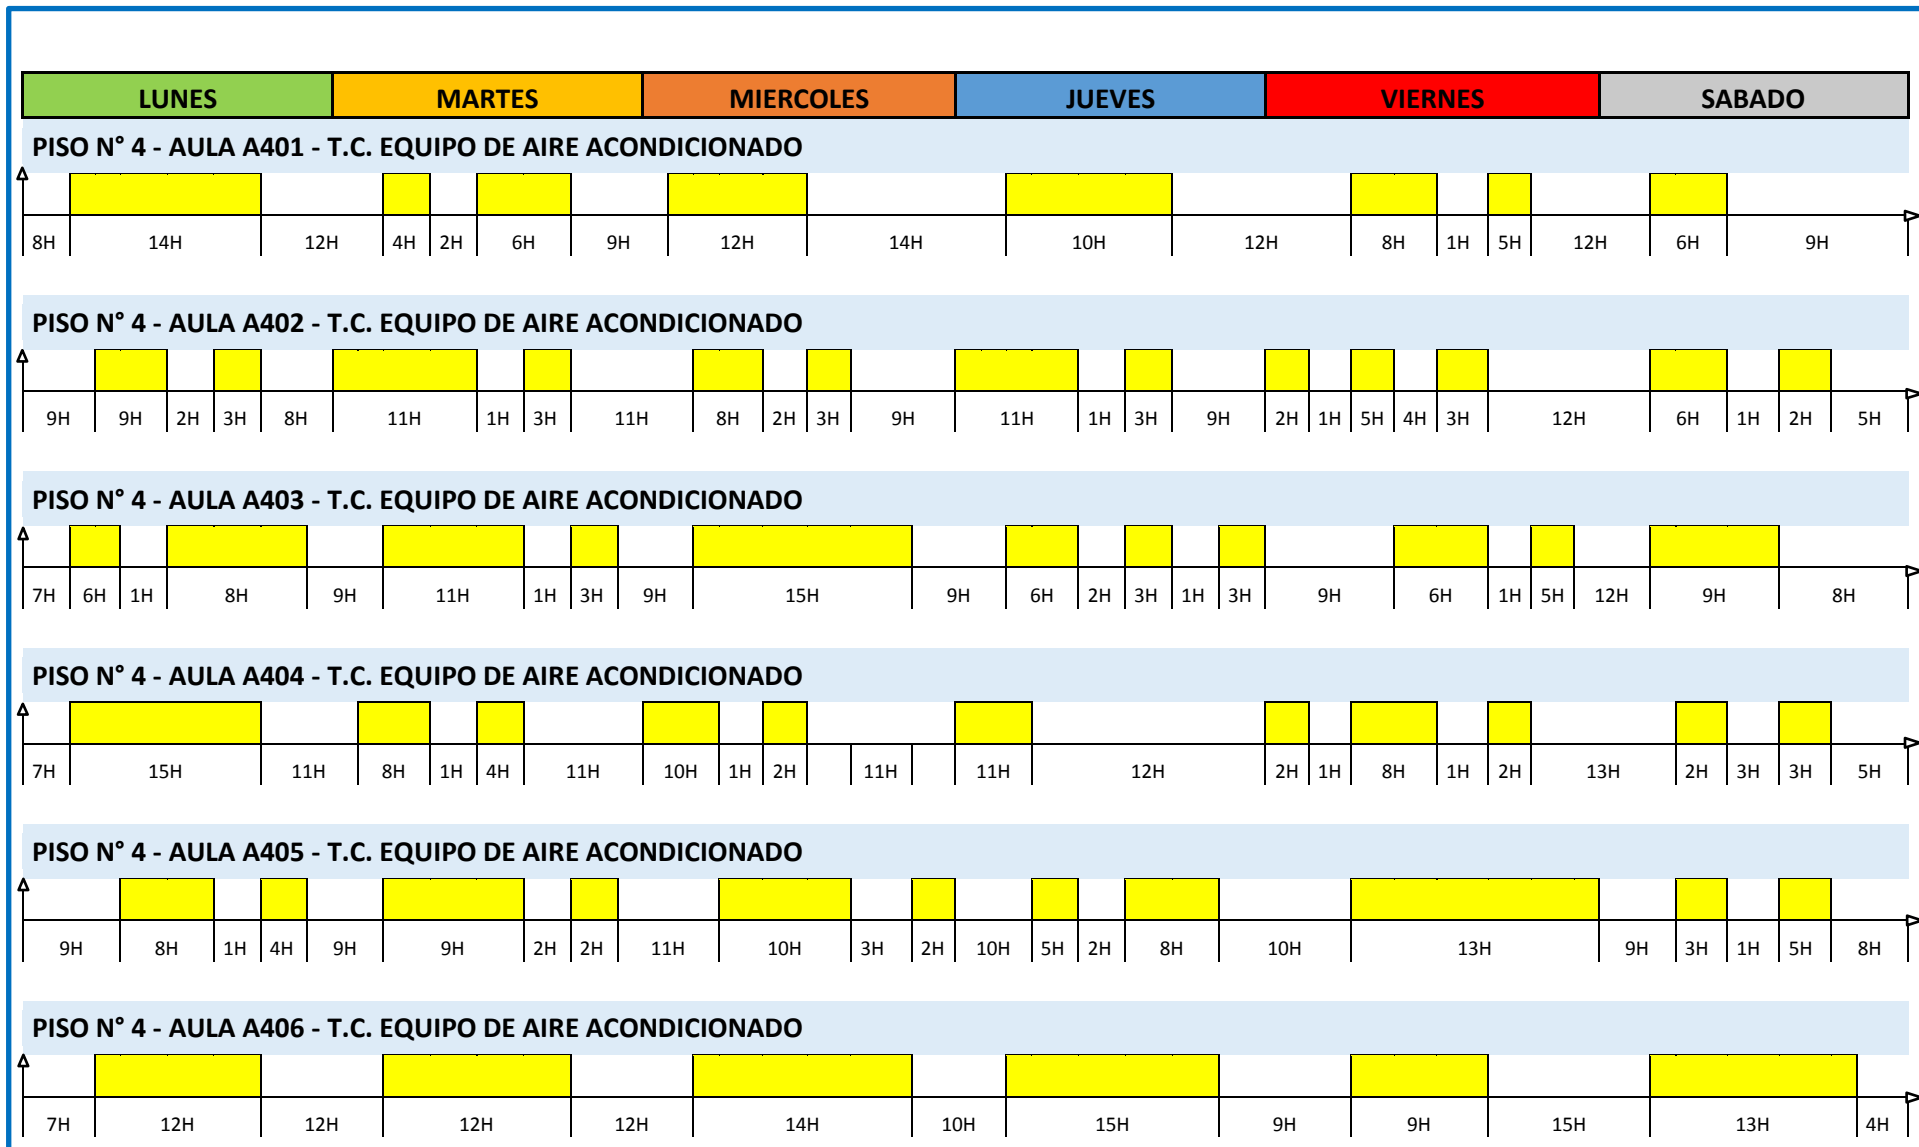 LUNES MARTES MIERCOLES JUEVES VIERNES SABADO
PISO N° 4 - AULA A401 - T.C. EQUIPO DE AIRE ACONDICIONADO
8H 14H 12H 4H 2H 6H 9H 12H 14H 10H 12H 8H 1H 5H 12H 6H 9H
PISO N° 4 - AULA A402 - T.C. EQUIPO DE AIRE ACONDICIONADO
9H 9H 2H 3H 8H 11H 1H 3H 11H 8H 2H 3H 9H 11H 1H 3H 9H 2H 1H 5H 4H 3H 12H 6H 1H 2H 5H
PISO N° 4 - AULA A403 - T.C. EQUIPO DE AIRE ACONDICIONADO
7H 6H 1H 8H 9H 11H 1H 3H 9H 15H 9H 6H 2H 3H 1H 3H 9H 6H 1H 5H 12H 9H 8H
PISO N° 4 - AULA A404 - T.C. EQUIPO DE AIRE ACONDICIONADO
7H 15H 11H 8H 1H 4H 11H 10H 1H 2H 11H 11H 12H 2H 1H 8H 1H 2H 13H 2H 3H 3H 5H
PISO N° 4 - AULA A405 - T.C. EQUIPO DE AIRE ACONDICIONADO
9H 8H 1H 4H 9H 9H 2H 2H 11H 10H 3H 2H 10H 5H 2H 8H 10H 13H 9H 3H 1H 5H 8H
PISO N° 4 - AULA A406 - T.C. EQUIPO DE AIRE ACONDICIONADO
7H 12H 12H 12H 12H 14H 10H 15H 9H 9H 15H 13H 4H